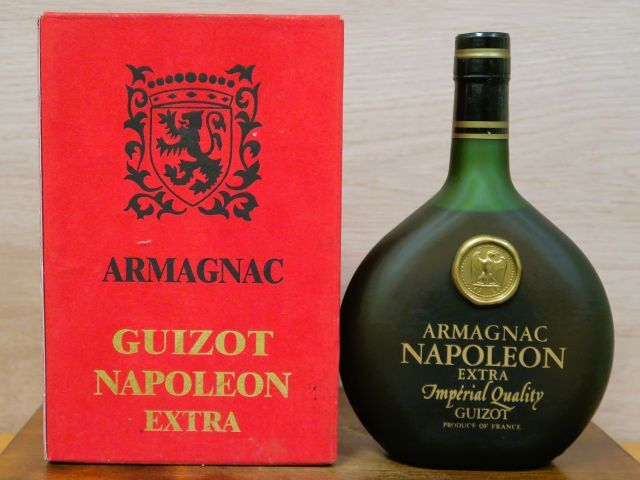 ARMAGNAC
GUIZOT
NAPOLEON
EXTRA
ARMAGNAC
NAPOLEON
EXTRA
Impérial Quality
GUIZOT
PRODUCE OF FRANCE